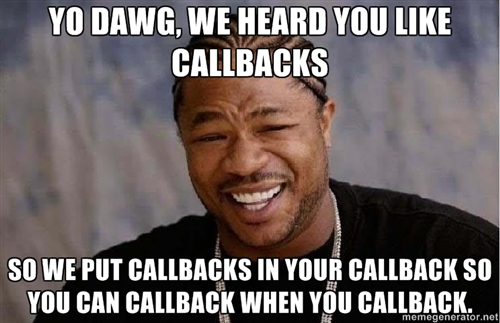 YO DAWG, WE HEARD YOU LIKE
CALLBACKS
SO WE PUT CALLBACKS IN YOUR CALLBACK SO
YOU CAN CALLBACK WHEN YOU CALLBACK.
memegenerator.net